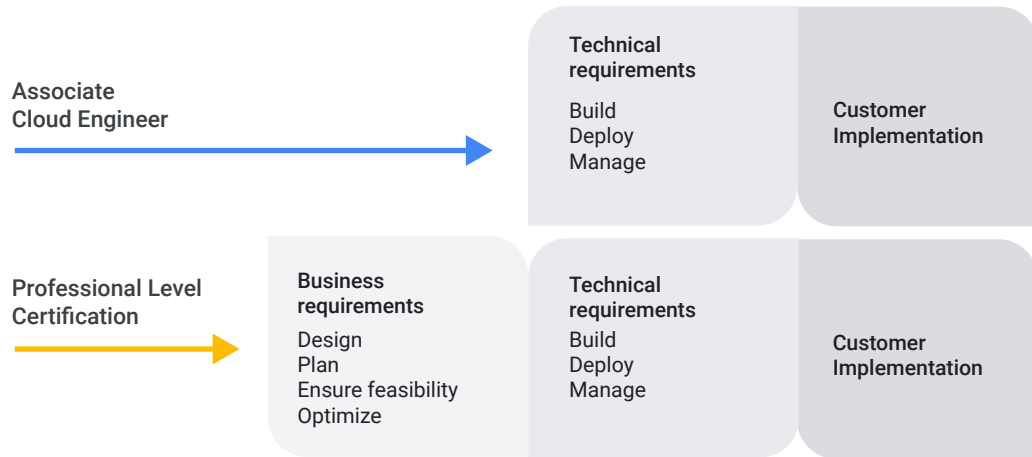 Associate
Cloud Engineer
Technical
requirements
Build
Deploy
Manage
Customer
Implementation
Professional Level
Certification
Business
requirements
Design
Plan
Ensure feasibility
Optimize
Technical
requirements
Build
Deploy
Manage
Customer
Implementation